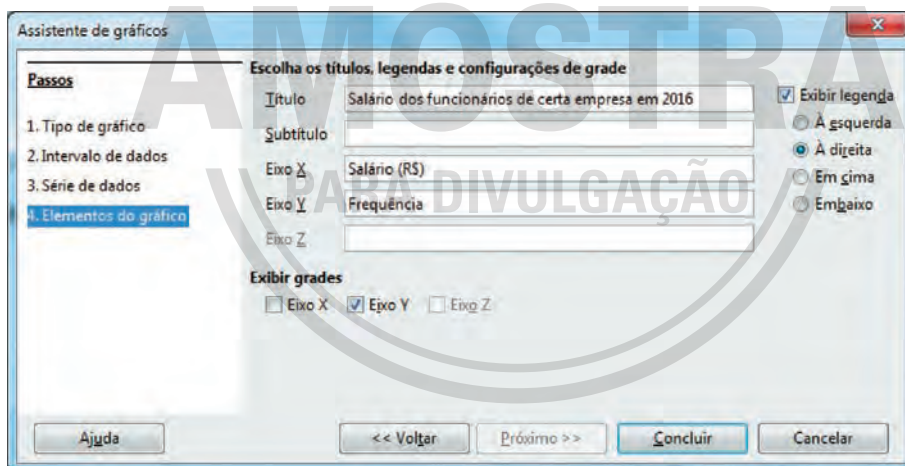 Assistente de gráficos
Passos
1. Tipo de gráfico
2. Intervalo de dados
3. Série de dados
4. Elementos do gráfico
Escolha os títulos, legendas e configurações de grade
Título Salário dos funcionários de certa empresa em 2016
Subtítulo
Eixo X Salário (R$)
Eixo Y Frequência
Eixo Z
Exibir legenda
À esquerda
À direita
Em cima
Embaixo
Exibir grades
Eixo X Eixo Y Eixo Z
Ajuda << Voltar Próximo >> Concluir Cancelar
AMOSTRA
PARA DIVULGAÇÃO